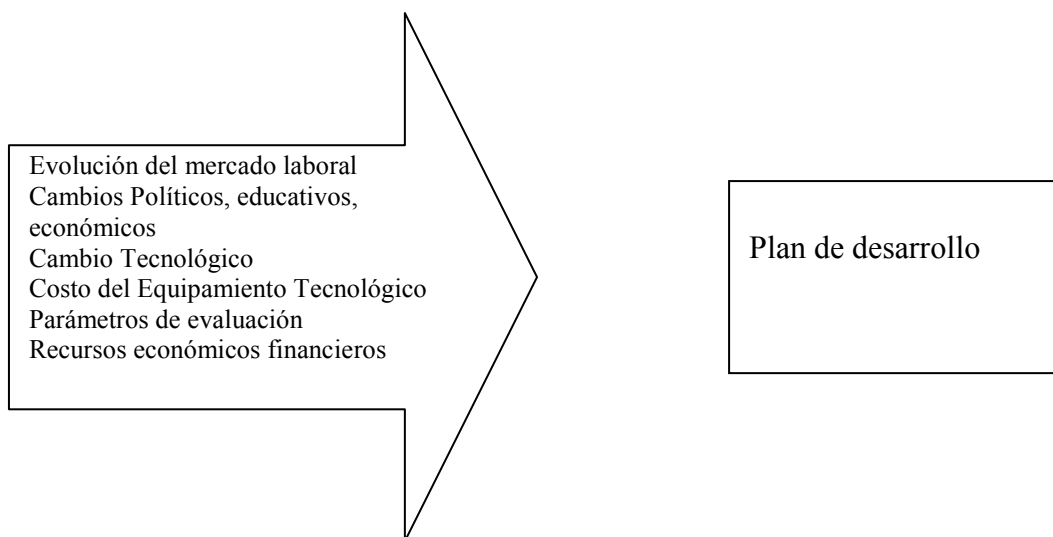 Evolución del mercado laboral
Cambios Políticos, educativos,
económicos
Cambio Tecnológico
Costo del Equipamiento Tecnológico
Parámetros de evaluación
Recursos económicos financieros
Plan de desarrollo